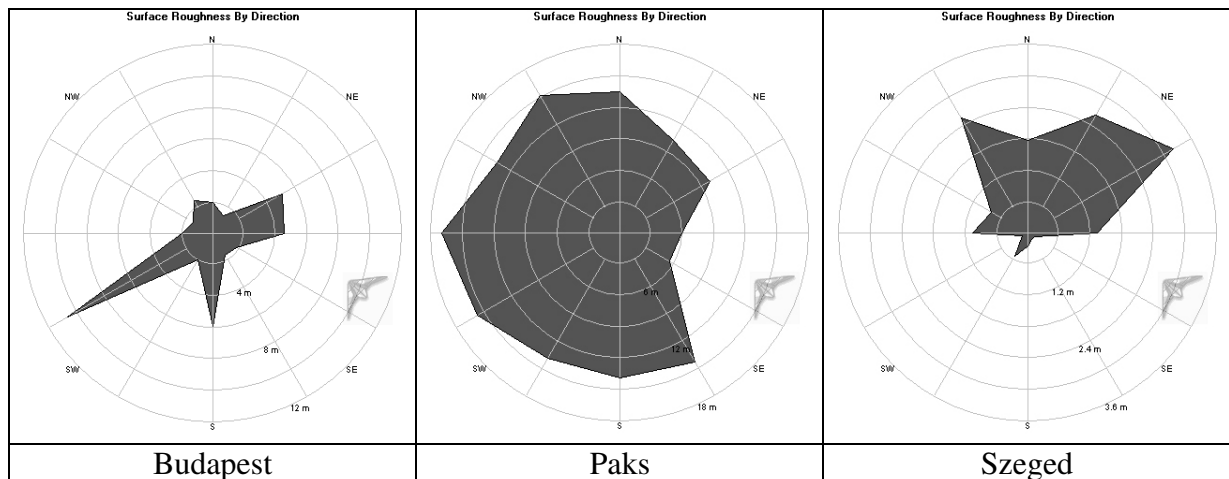 Surface Roughness By Direction
N
NW
NE
4 m
8 m
SW
SE
12 m
S
Budapest
Surface Roughness By Direction
N
NW
NE
6 m
12 m
SW
SE
18 m
S
Paks
Surface Roughness By Direction
N
NW
NE
1.2 m
2.4 m
SW
SE
3.6 m
S
Szeged